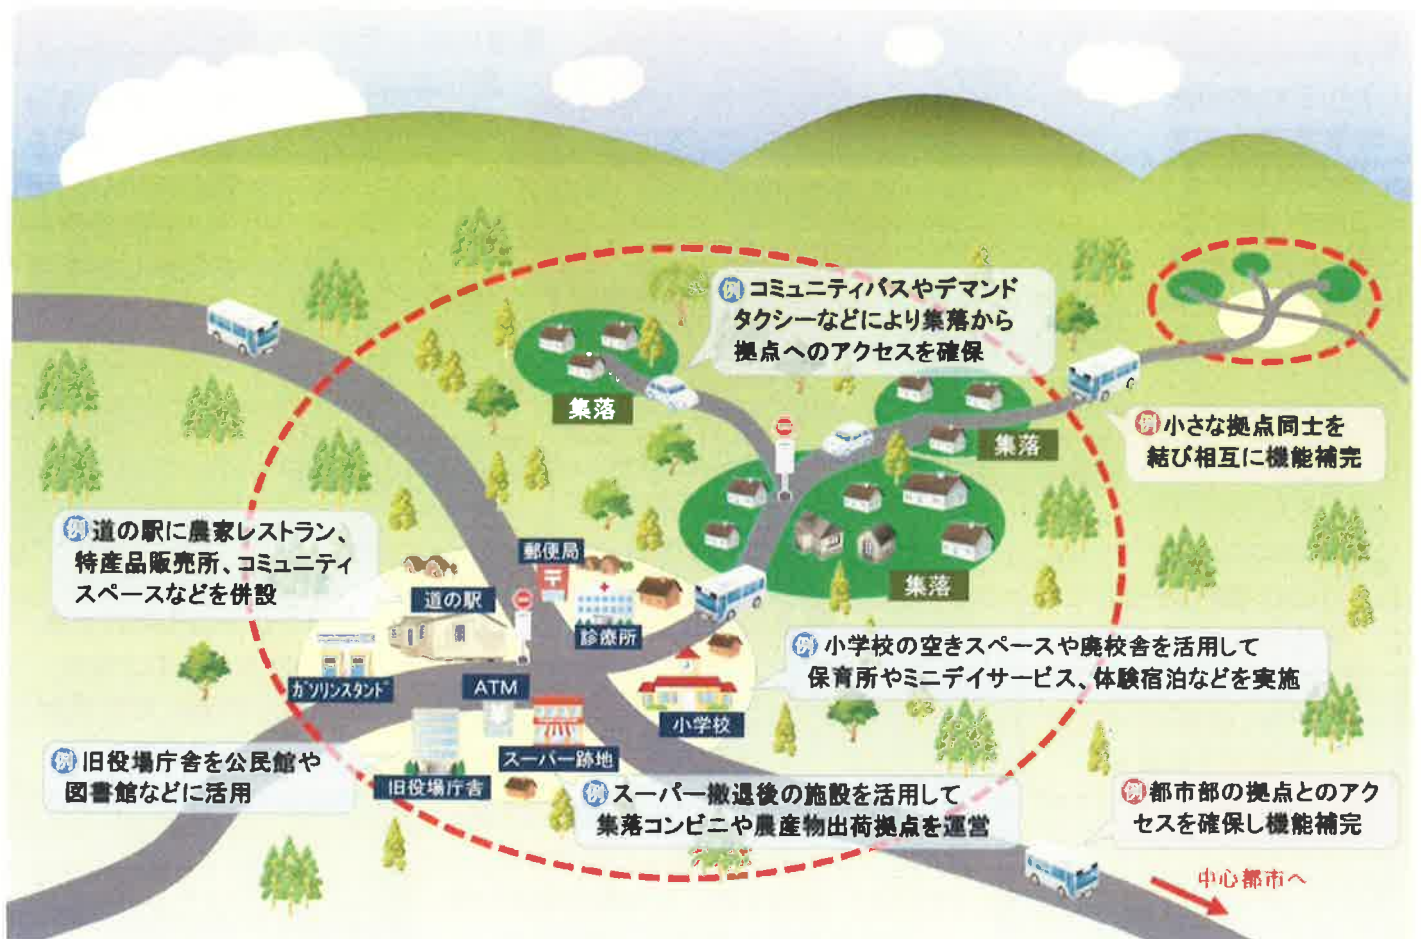 例 コミュニティバスやデマンド
タクシーなどにより集落から
拠点へのアクセスを確保
集落
集落
例 小さな拠点同士を
結び相互に機能補完
例 道の駅に農家レストラン、
特産品販売所、コミュニティ
スペースなどを併設
郵便局
集落
道の駅
診療所
例 小学校の空きスペースや廃校舎を活用して
保育所やミニデイサービス、体験宿泊などを実施
ガソリンスタンド
ATM
小学校
例 旧役場庁舎を公民館や
図書館などに活用
スーパー跡地
旧役場庁舎
例 スーパー撤退後の施設を活用して
集落コンビニや農産物出荷拠点を運営
例 都市部の拠点とのアク
セスを確保し機能補完
中心都市へ